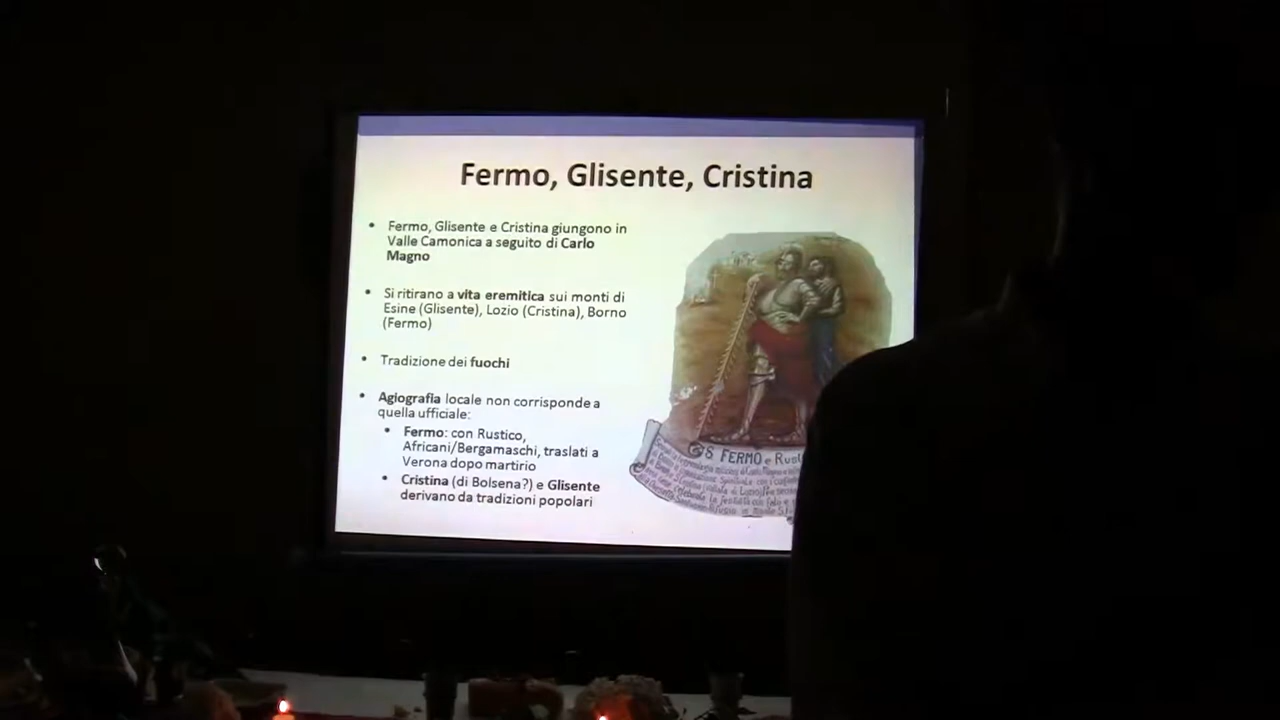 Fermo, Glisente, Cristina
• Fermo, Glisente e Cristina giungono in
Valle Camonica a seguito di Carlo
Magno
• Si ritirano a vita eremitica sui monti di
Esine (Glisente), Lozio (Cristina), Borno
(Fermo)
• Tradizione dei fuochi
• Agiografia locale non corrisponde a
quella ufficiale:
• Fermo: con Rustico,
Africani/Bergamaschi, traslati a
Verona dopo martirio
• Cristina (di Bolsena?) e Glisente
derivano da tradizioni popolari
S FERMO e